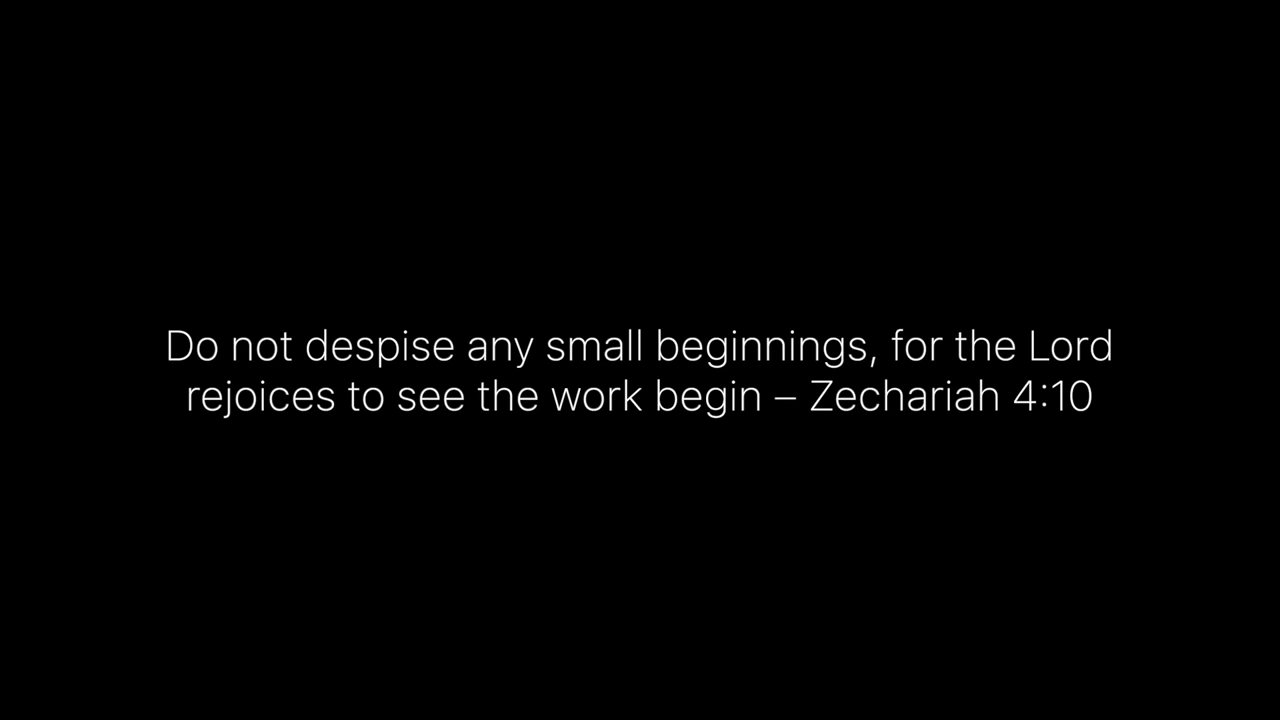 Do not despise any small beginnings, for the Lord
rejoices to see the work begin – Zechariah 4:10